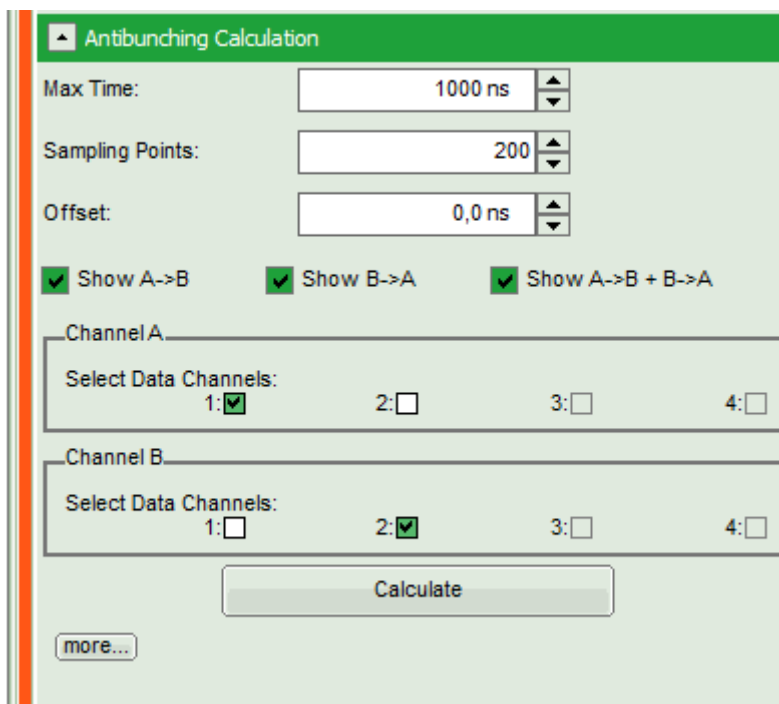 Antibunching Calculation
Max Time: 1000 ns
Sampling Points: 200
Offset: 0,0 ns
Show A->B Show B->A Show A->B + B->A
Channel A
Select Data Channels:
1: 2: 3: 4:
Channel B
Select Data Channels:
1: 2: 3: 4:
Calculate
more...